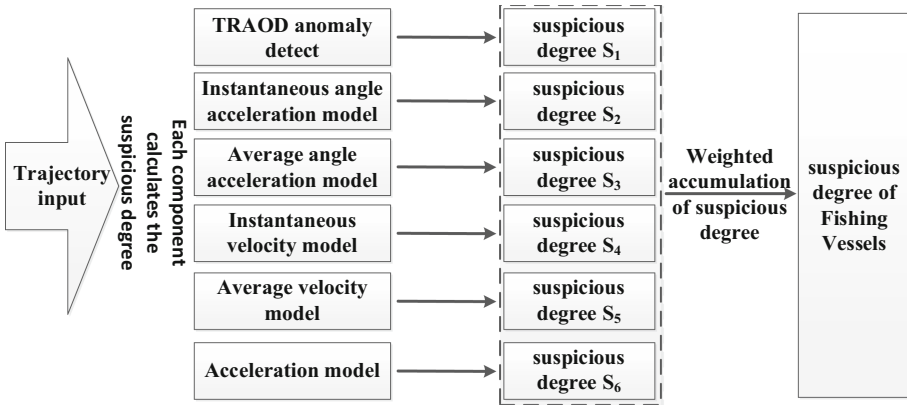 Trajectory
input
Each component
calculates the
suspicious degree
TRAOD anomaly
detect
suspicious
degree S₁
Instantaneous angle
acceleration model
suspicious
degree S₂
Average angle
acceleration model
suspicious
degree S₃
Instantaneous
velocity model
suspicious
degree S₄
Average velocity
model
suspicious
degree S₅
Acceleration model
suspicious
degree S₆
Weighted
accumulation
of suspicious
degree
suspicious
degree of
Fishing
Vessels